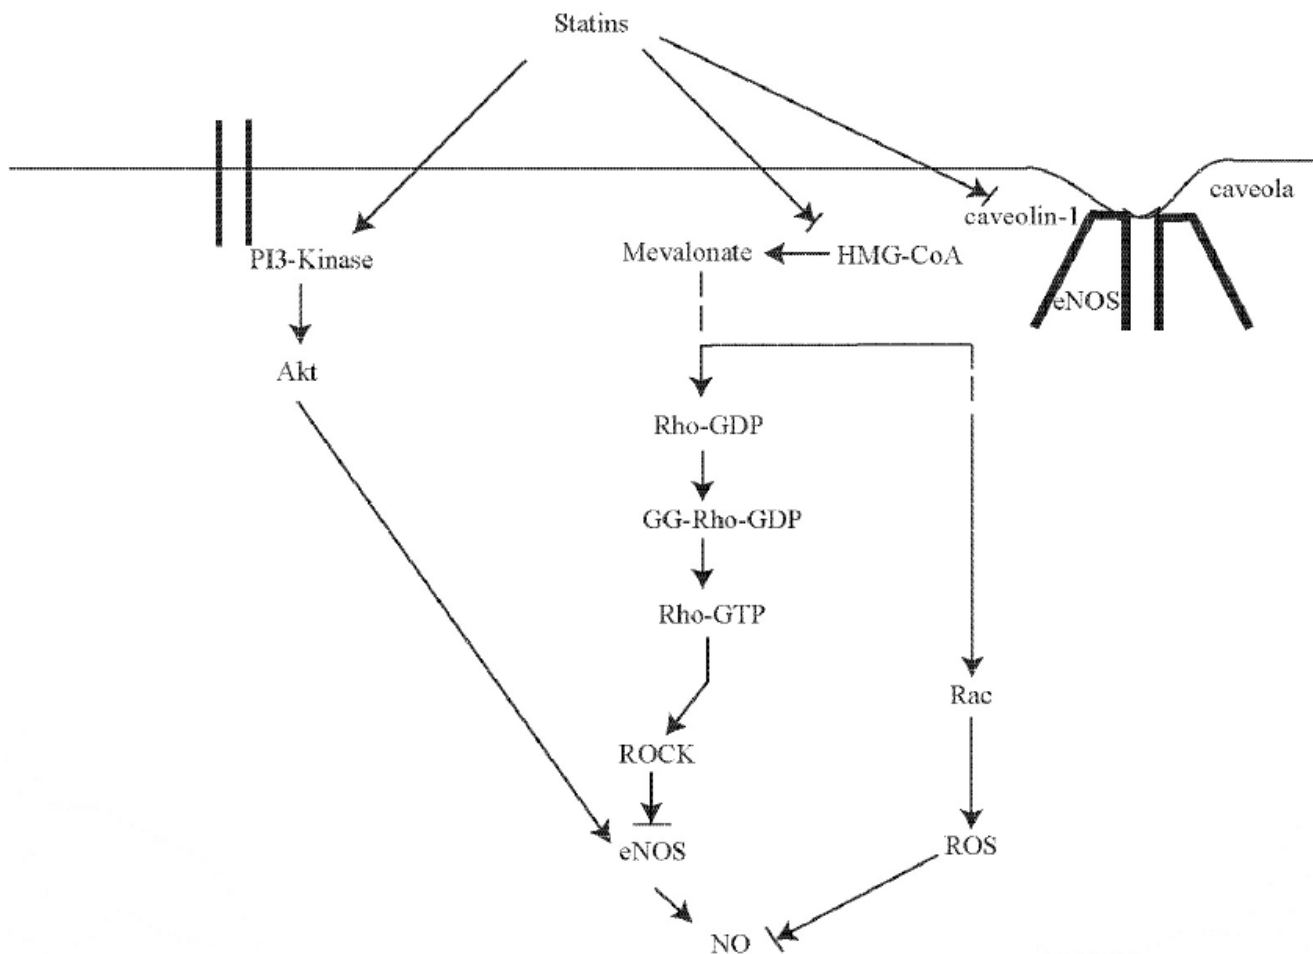 Statins
caveola
caveolin-1
PI3-Kinase
Mevalonate
HMG-CoA
eNOS
Akt
Rho-GDP
GG-Rho-GDP
Rho-GTP
Rac
ROCK
eNOS
ROS
NO